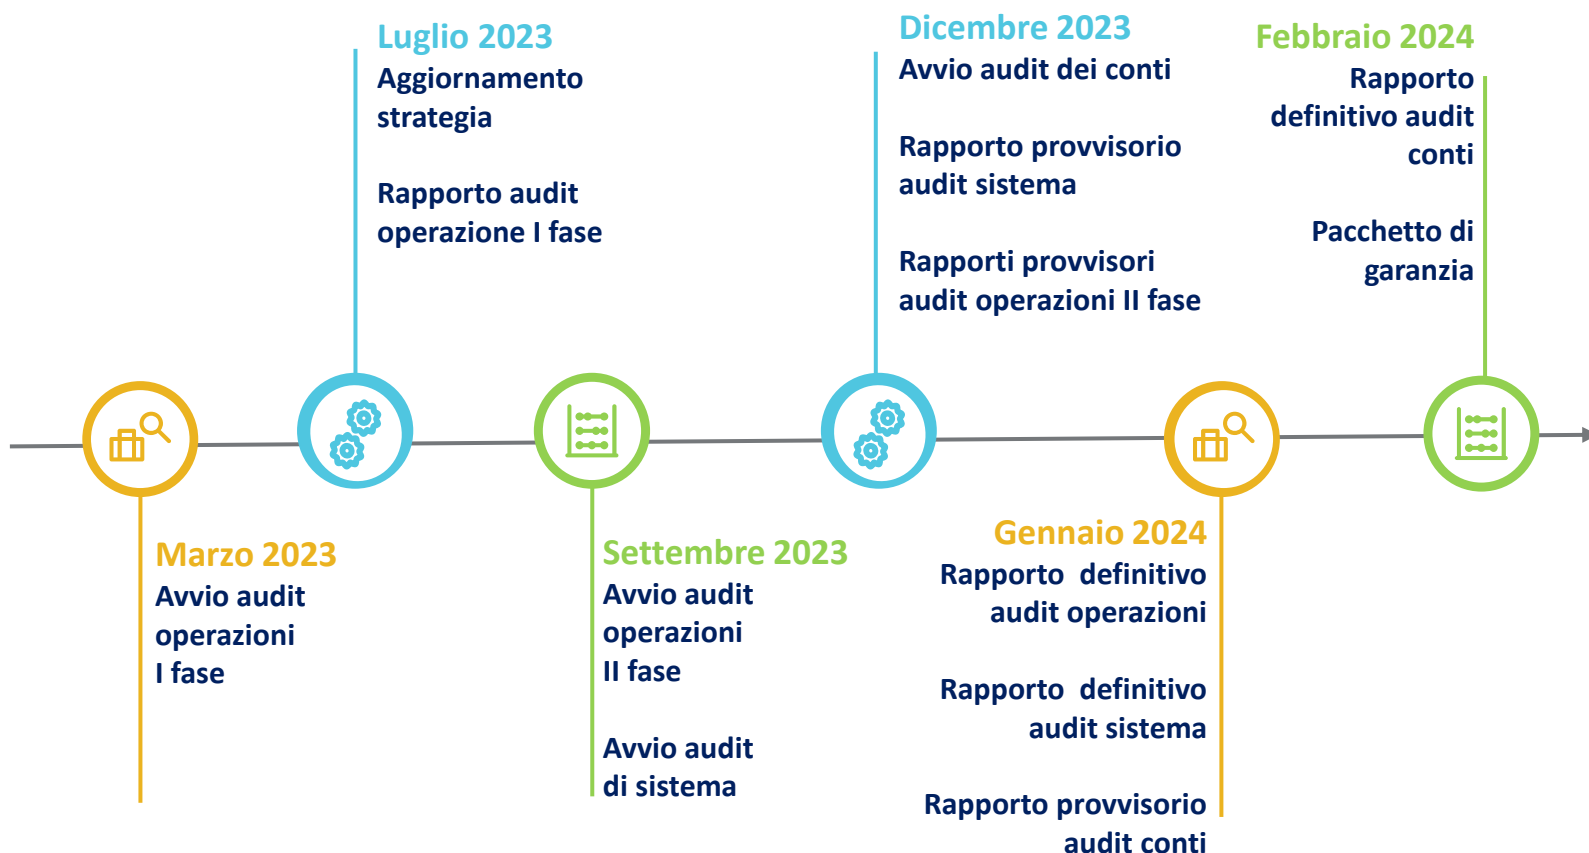 Luglio 2023
Aggiornamento
strategia
Rapporto audit
operazione I fase
Dicembre 2023
Avvio audit dei conti
Rapporto provvisorio
audit sistema
Rapporti provvisori
audit operazioni II fase
Febbraio 2024
Rapporto
definitivo audit
conti
Pacchetto di
garanzia
Marzo 2023
Avvio audit
operazioni
I fase
Settembre 2023
Avvio audit
operazioni
II fase
Avvio audit
di sistema
Gennaio 2024
Rapporto  definitivo
audit operazioni
Rapporto  definitivo
audit sistema
Rapporto provvisorio
audit conti